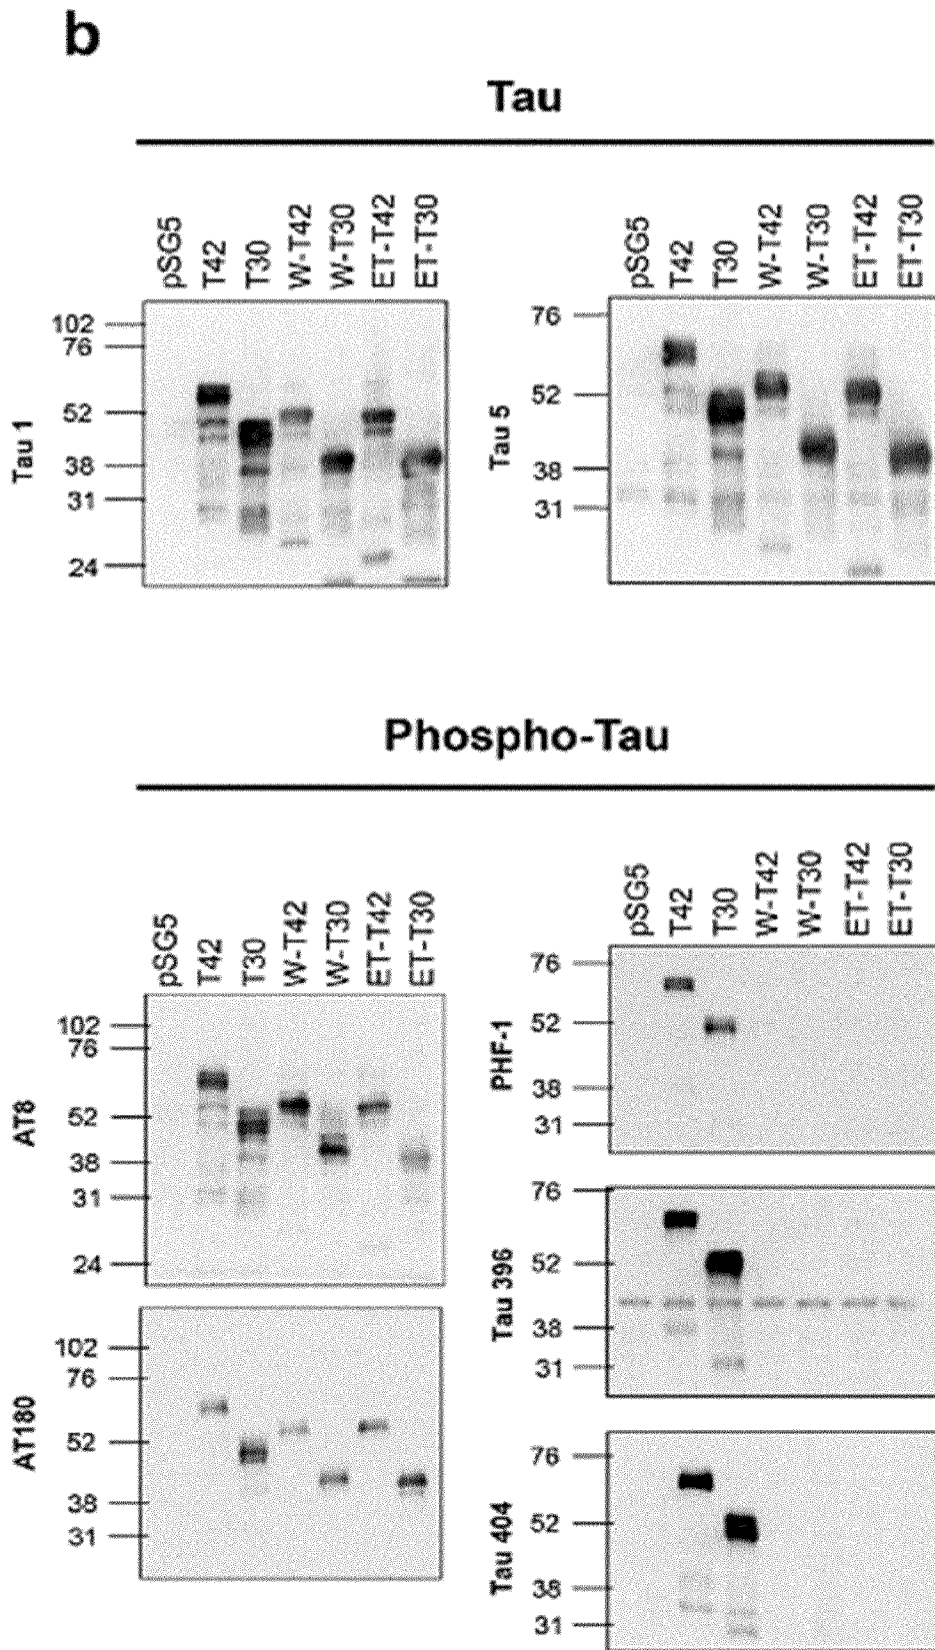 b
Tau
pSG5 T42 T30 W-T42 W-T30 ET-T42 ET-T30
Tau 1
102
76
52
38
31
24
pSG5 T42 T30 W-T42 W-T30 ET-T42 ET-T30
Tau 5
76
52
38
31
Phospho-Tau
pSG5 T42 T30 W-T42 W-T30 ET-T42 ET-T30
AT8
102
76
52
38
31
24
AT180
102
76
52
38
31
pSG5 T42 T30 W-T42 W-T30 ET-T42 ET-T30
PHF-1
76
52
38
31
Tau 396
76
52
38
31
Tau 404
76
52
38
31